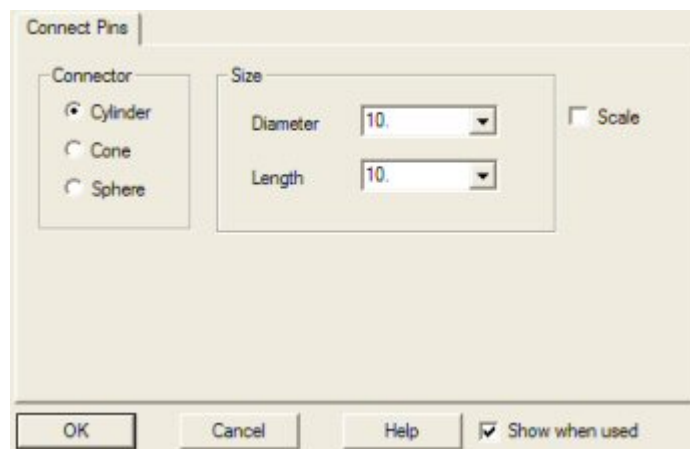 Connect Pins
Connector
Size
Cylinder
Diameter
10.
Scale
Cone
Length
10.
Sphere
OK
Cancel
Help
Show when used